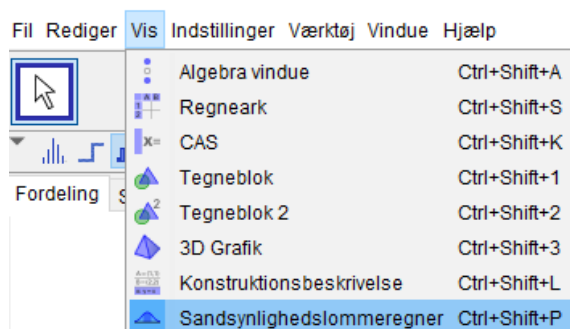 Fil Rediger Vis Indstillinger Værktøj Vindue Hjælp
Algebra vindue Ctrl+Shift+A
Regneark Ctrl+Shift+S
x= CAS Ctrl+Shift+K
Tegneblok Ctrl+Shift+1
Fordeling
2 Tegneblok 2 Ctrl+Shift+2
3D Grafik Ctrl+Shift+3
Konstruktionsbeskrivelse Ctrl+Shift+L
Sandsynlighedslommeregner Ctrl+Shift+P